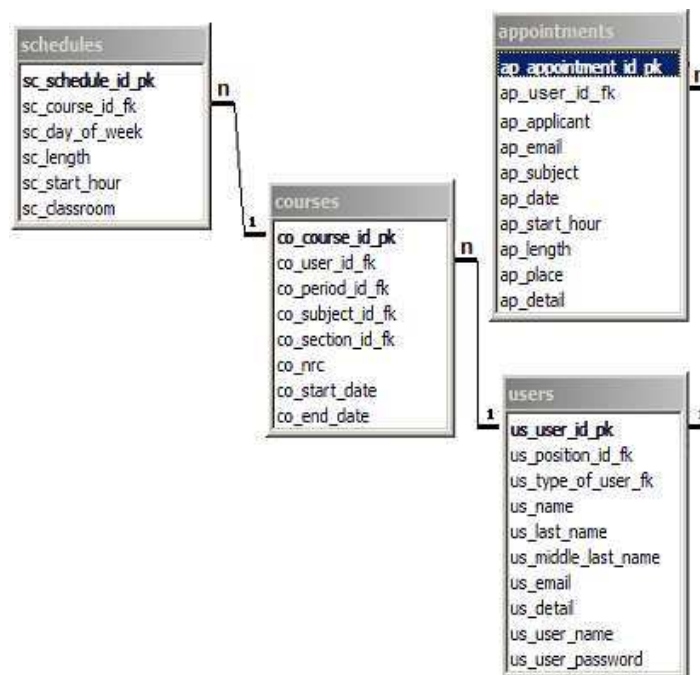 schedules
sc_schedule_id_pk
sc_course_id_fk
sc_day_of_week
sc_length
sc_start_hour
sc_classroom
n
1
courses
co_course_id_pk
co_user_id_fk
co_period_id_fk
co_subject_id_fk
co_section_id_fk
co_nrc
co_start_date
co_end_date
n
1
appointments
ap_appointment_id_pk
ap_user_id_fk
ap_applicant
ap_email
ap_subject
ap_date
ap_start_hour
ap_length
ap_place
ap_detail
users
us_user_id_pk
us_position_id_fk
us_type_of_user_fk
us_name
us_last_name
us_middle_last_name
us_email
us_detail
us_user_name
us_user_password
1